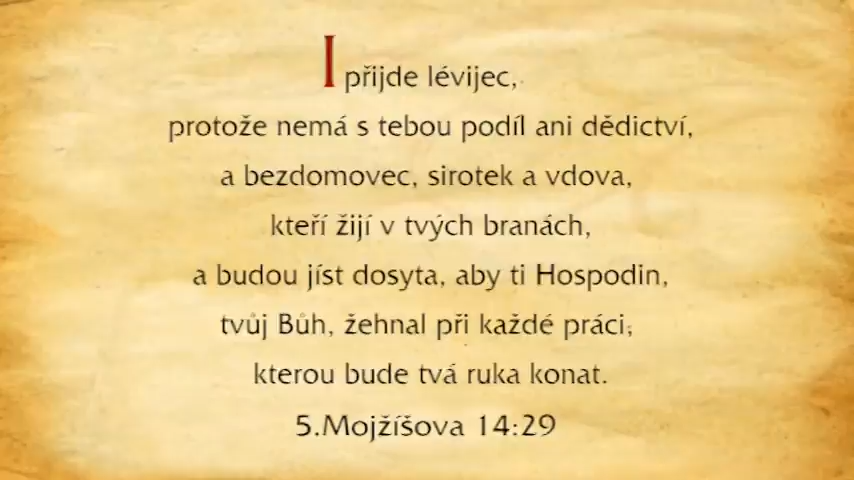 I přijde lévijec,
protože nemá s tebou podíl ani dědictví,
a bezdomovec, sirotek a vdova,
kteří žijí v tvých branách,
a budou jíst dosyta, aby ti Hospodin,
tvůj Bůh, žehnal při každé práci,
kterou bude tvá ruka konat.
5.Mojžíšova 14:29